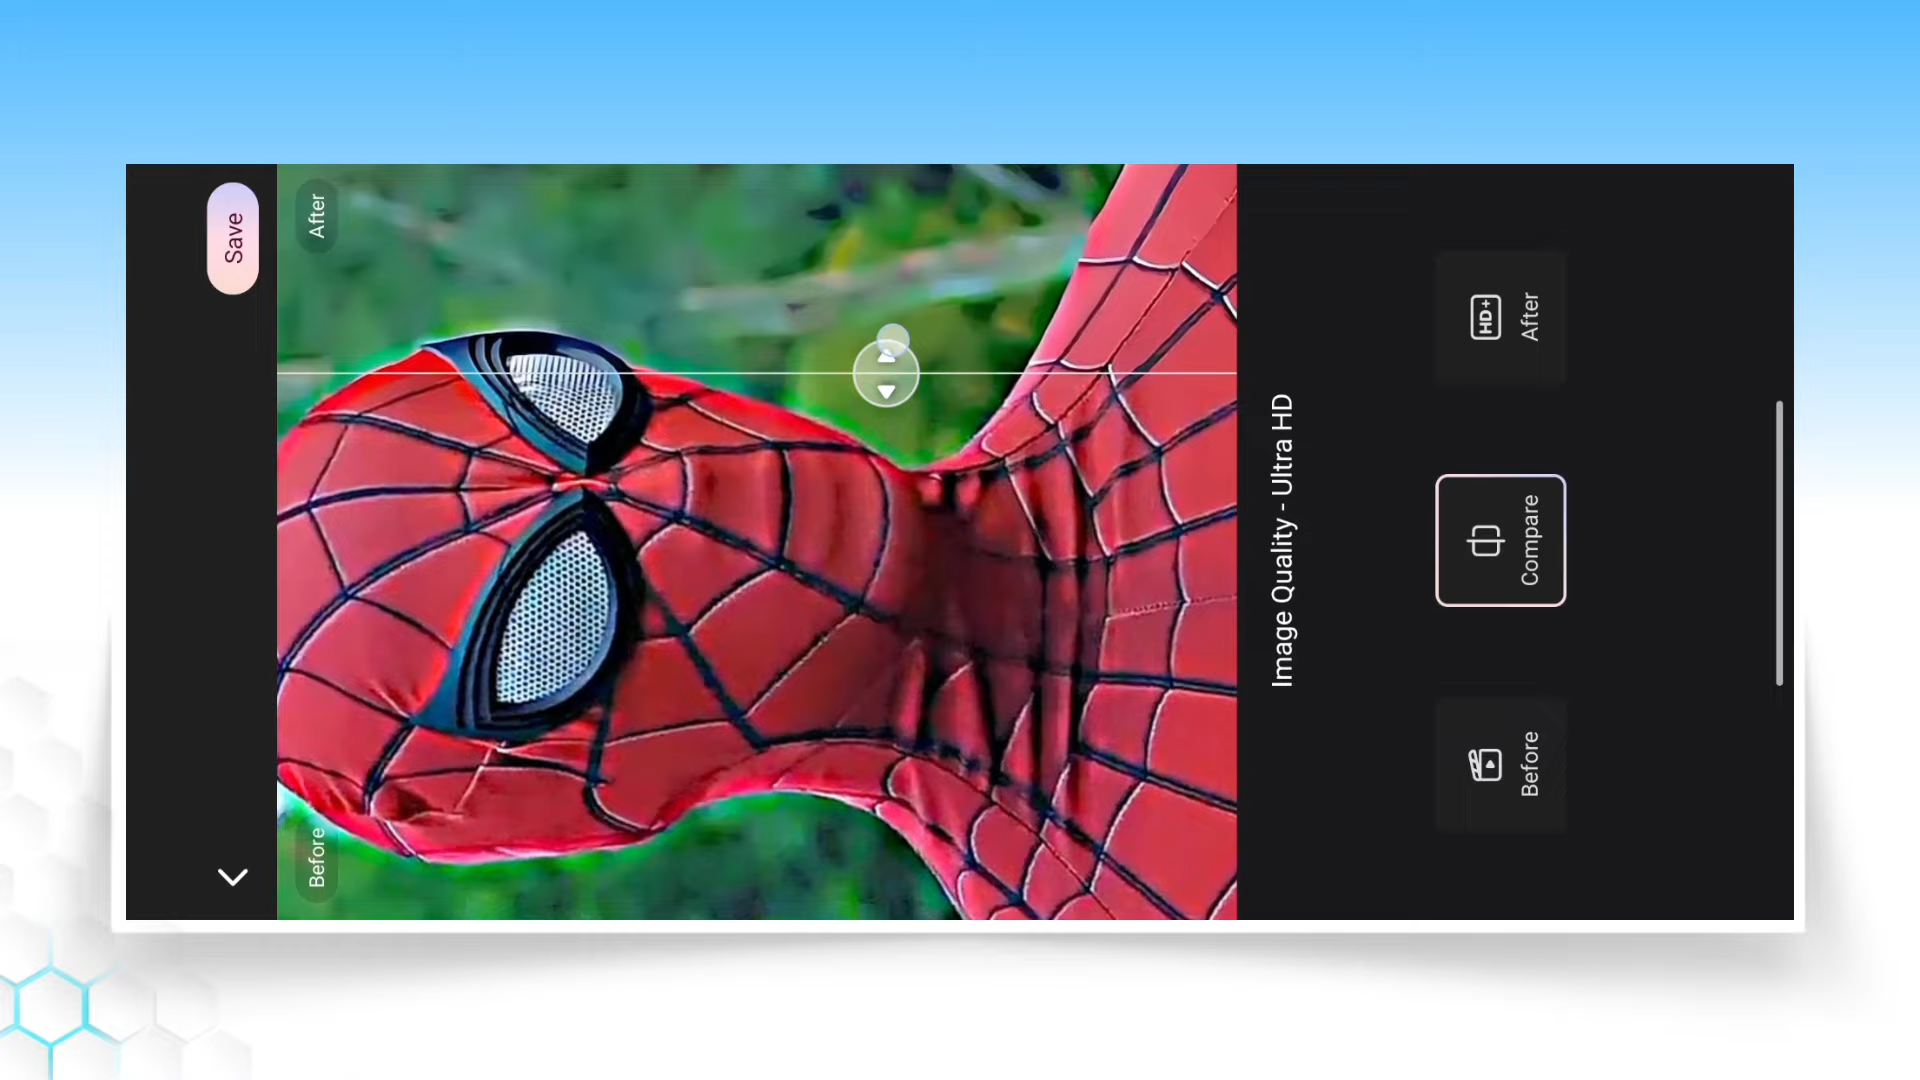 Save
Before
After
Image Quality - Ultra HD
Before
Compare
HD+
After